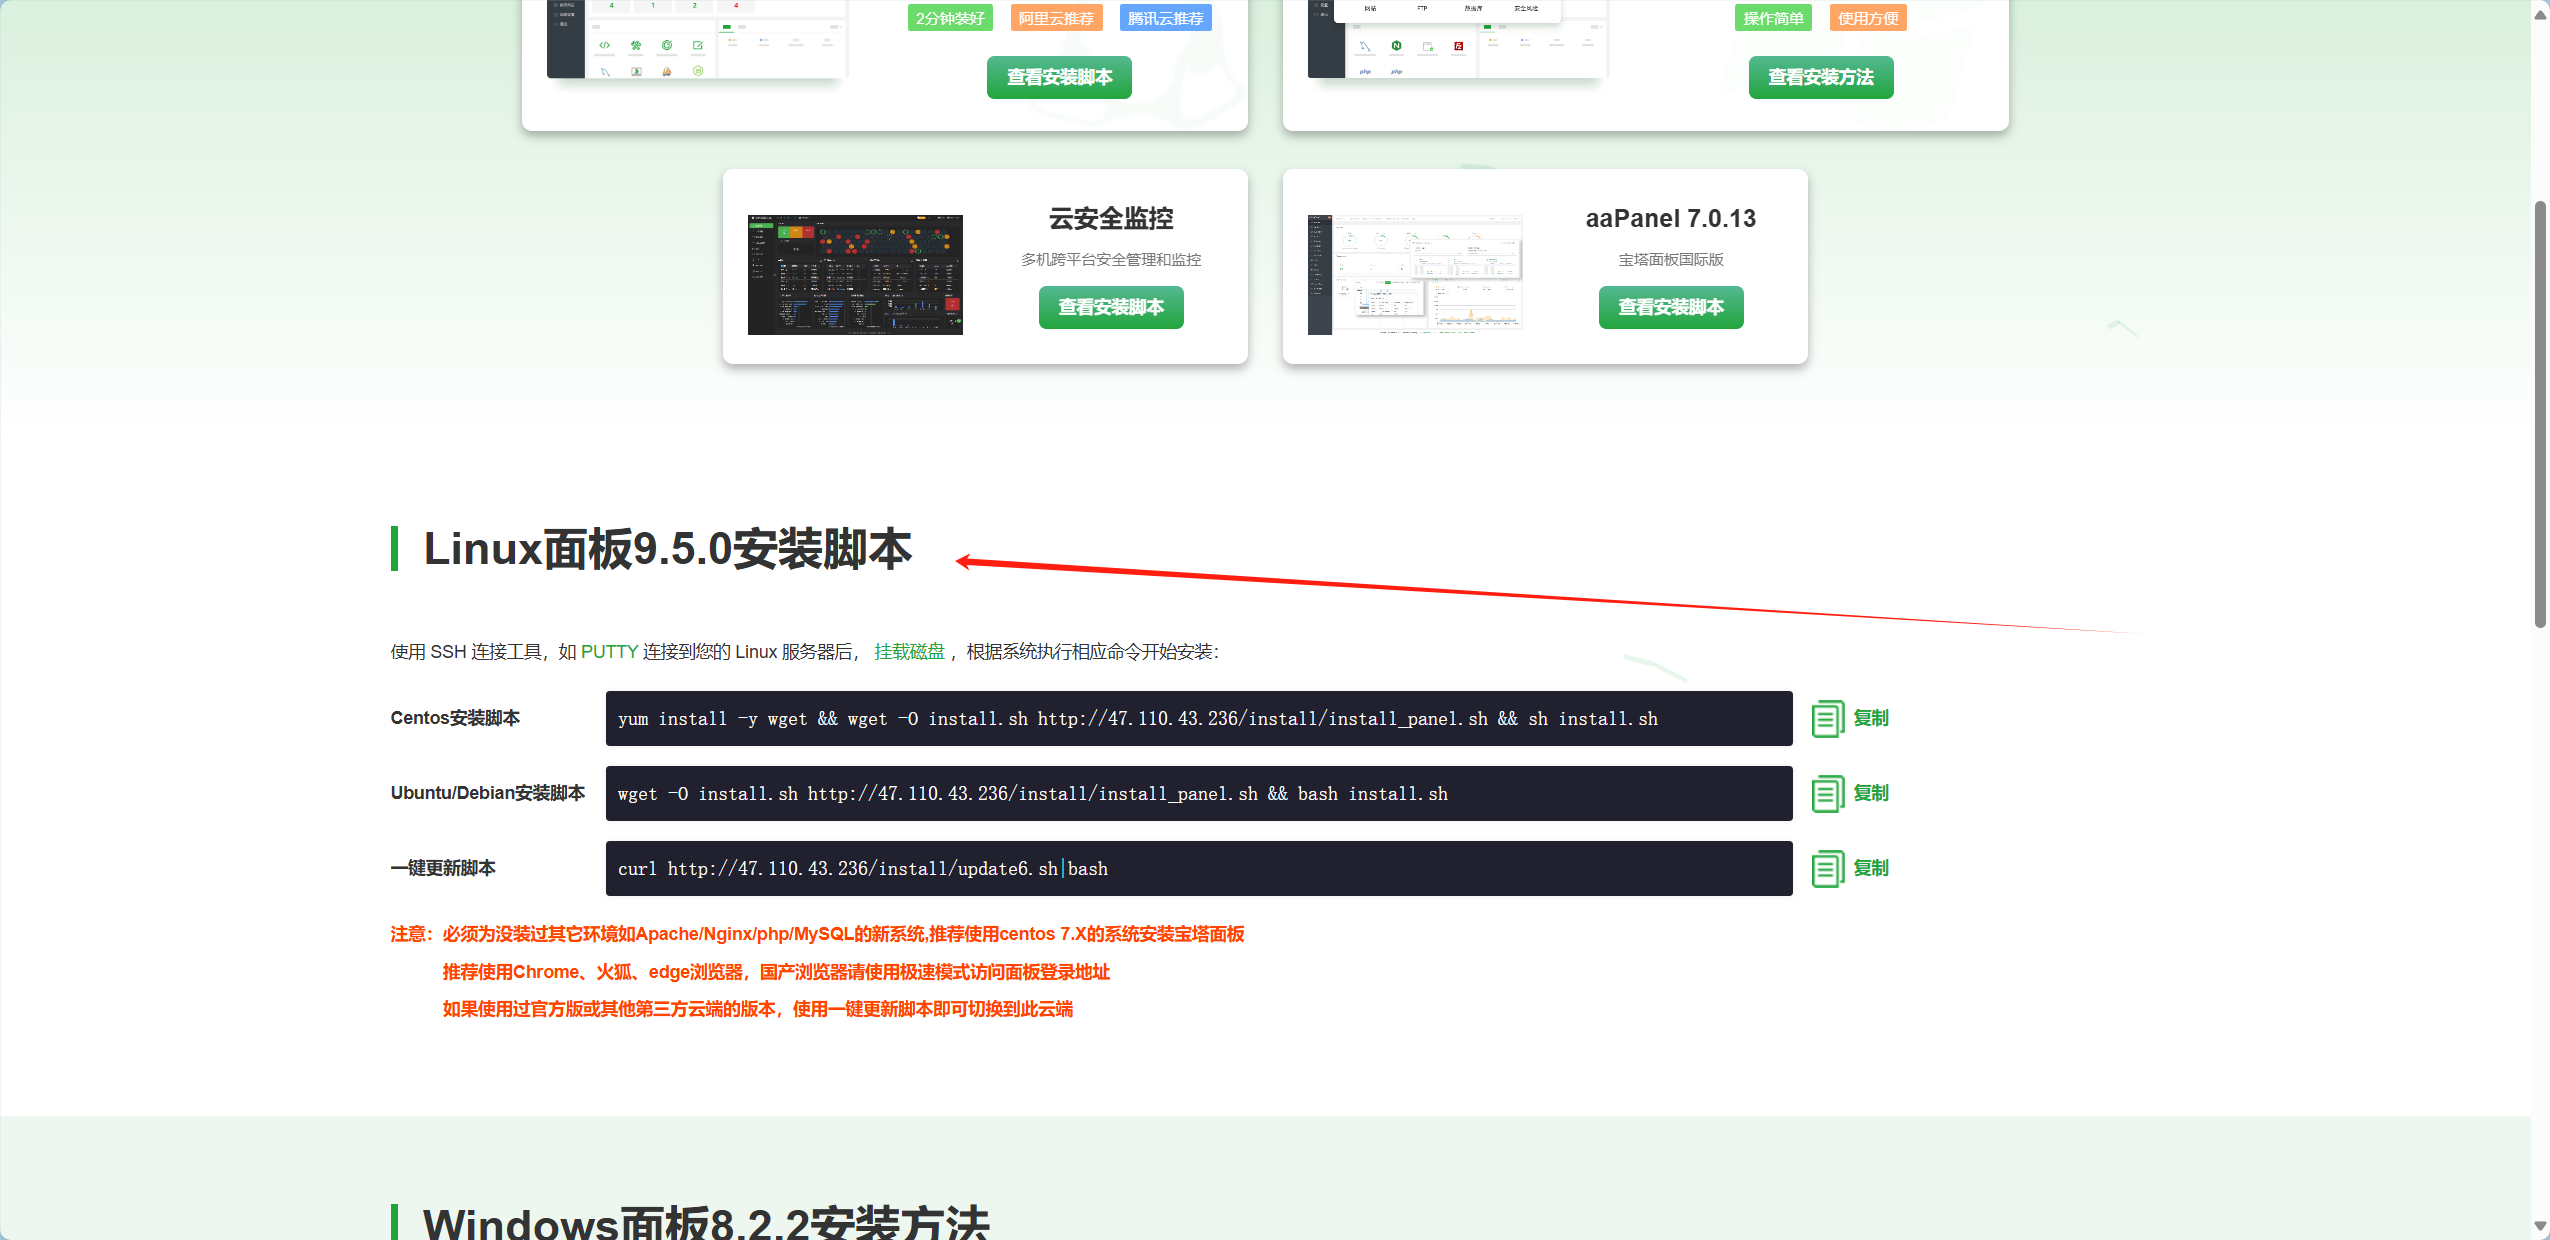 2分钟装好 阿里云推荐 腾讯云推荐
查看安装脚本
网站 FTP 数据库 安全风险
操作简单 使用方便
查看安装方法
云安全监控
多机跨平台安全管理和监控
查看安装脚本
aaPanel 7.0.13
宝塔面板国际版
查看安装脚本
Linux面板9.5.0安装脚本
使用 SSH 连接工具，如 PUTTY 连接到您的 Linux 服务器后， 挂载磁盘 ，根据系统执行相应命令开始安装：
Centos安装脚本 yum install -y wget && wget -O install.sh http://47.110.43.236/install/install_panel.sh && sh install.sh 复制
Ubuntu/Debian安装脚本 wget -O install.sh http://47.110.43.236/install/install_panel.sh && bash install.sh 复制
一键更新脚本 curl http://47.110.43.236/install/update6.sh|bash 复制
注意：必须为没装过其它环境如Apache/Nginx/php/MySQL的新系统,推荐使用centos 7.X的系统安装宝塔面板
推荐使用Chrome、火狐、edge浏览器，国产浏览器请使用极速模式访问面板登录地址
如果使用过官方版或其他第三方云端的版本，使用一键更新脚本即可切换到此云端
Windows面板8.2.2安装方法